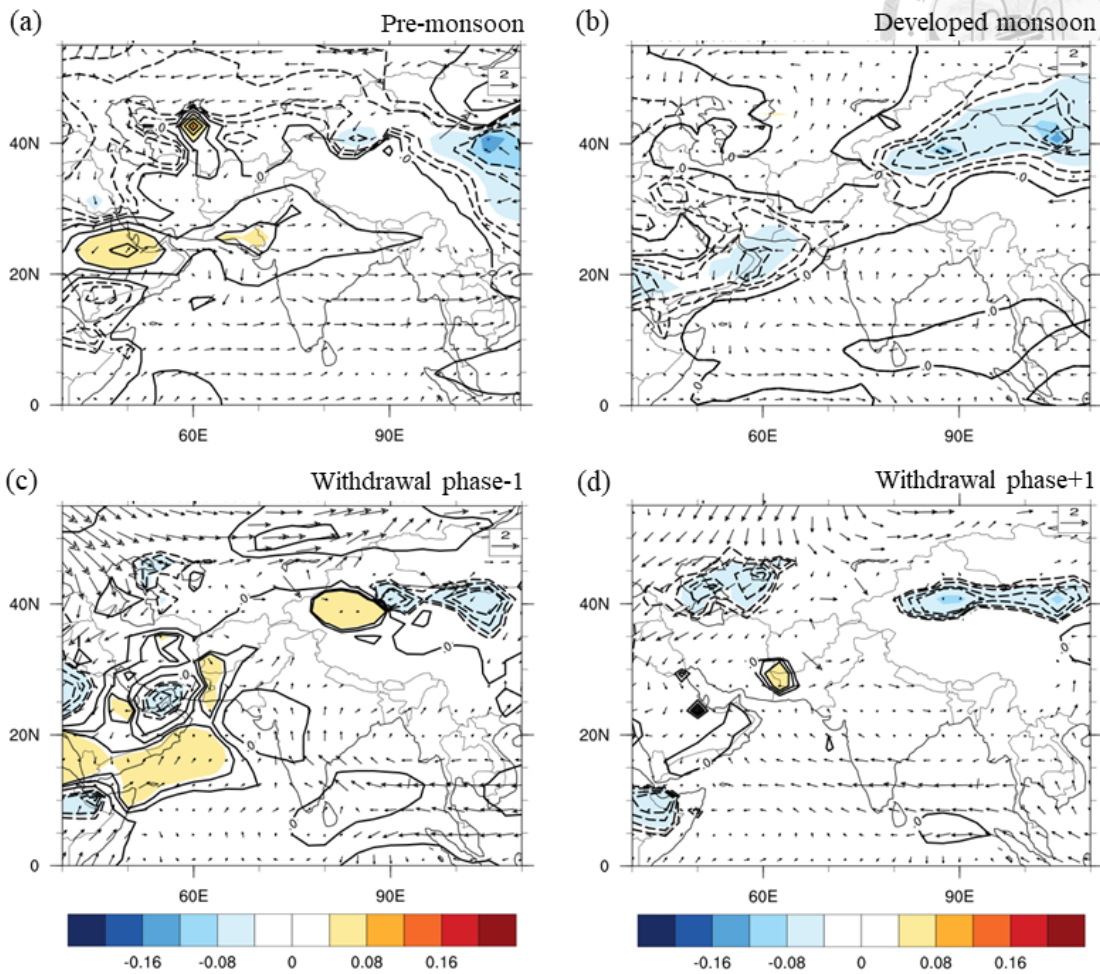 (a) Pre-monsoon
(b) Developed monsoon
2
2
40N
20N
0
60E 90E
40N
20N
0
60E 90E
(c) Withdrawal phase-1
(d) Withdrawal phase+1
2
2
40N
20N
0
60E 90E
40N
20N
0
60E 90E
-0.16 -0.08 0 0.08 0.16
-0.16 -0.08 0 0.08 0.16